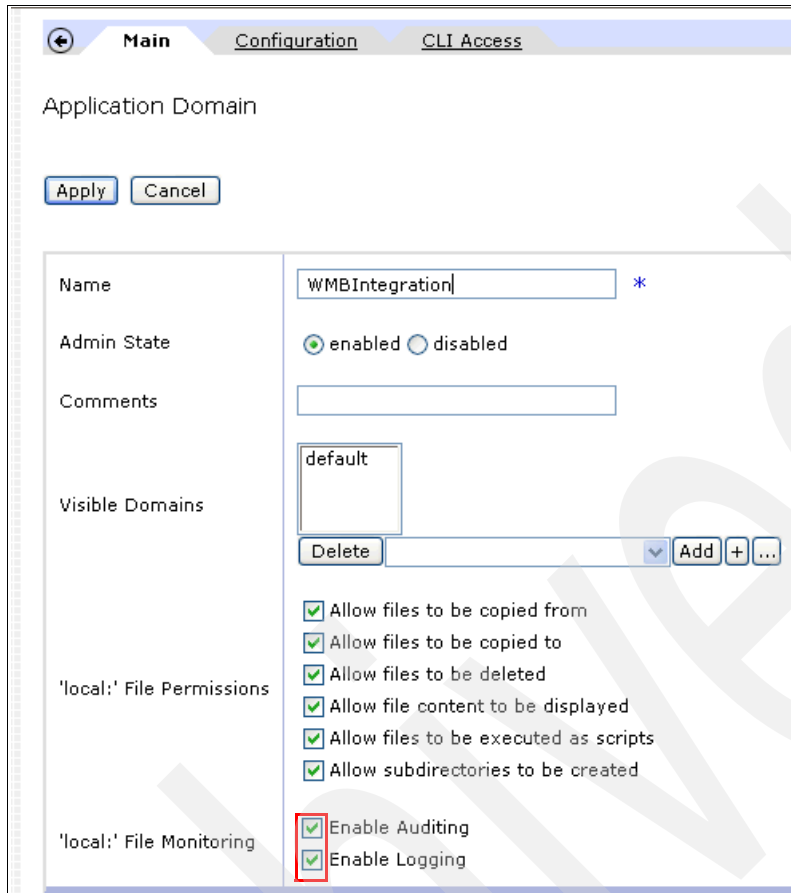 Main Configuration CLI Access
Application Domain
Apply Cancel
Name WMBIntegration *
Admin State enabled disabled
Comments
Visible Domains default
Delete Add + ...
'local:' File Permissions
Allow files to be copied from
Allow files to be copied to
Allow files to be deleted
Allow file content to be displayed
Allow files to be executed as scripts
Allow subdirectories to be created
'local:' File Monitoring
Enable Auditing
Enable Logging